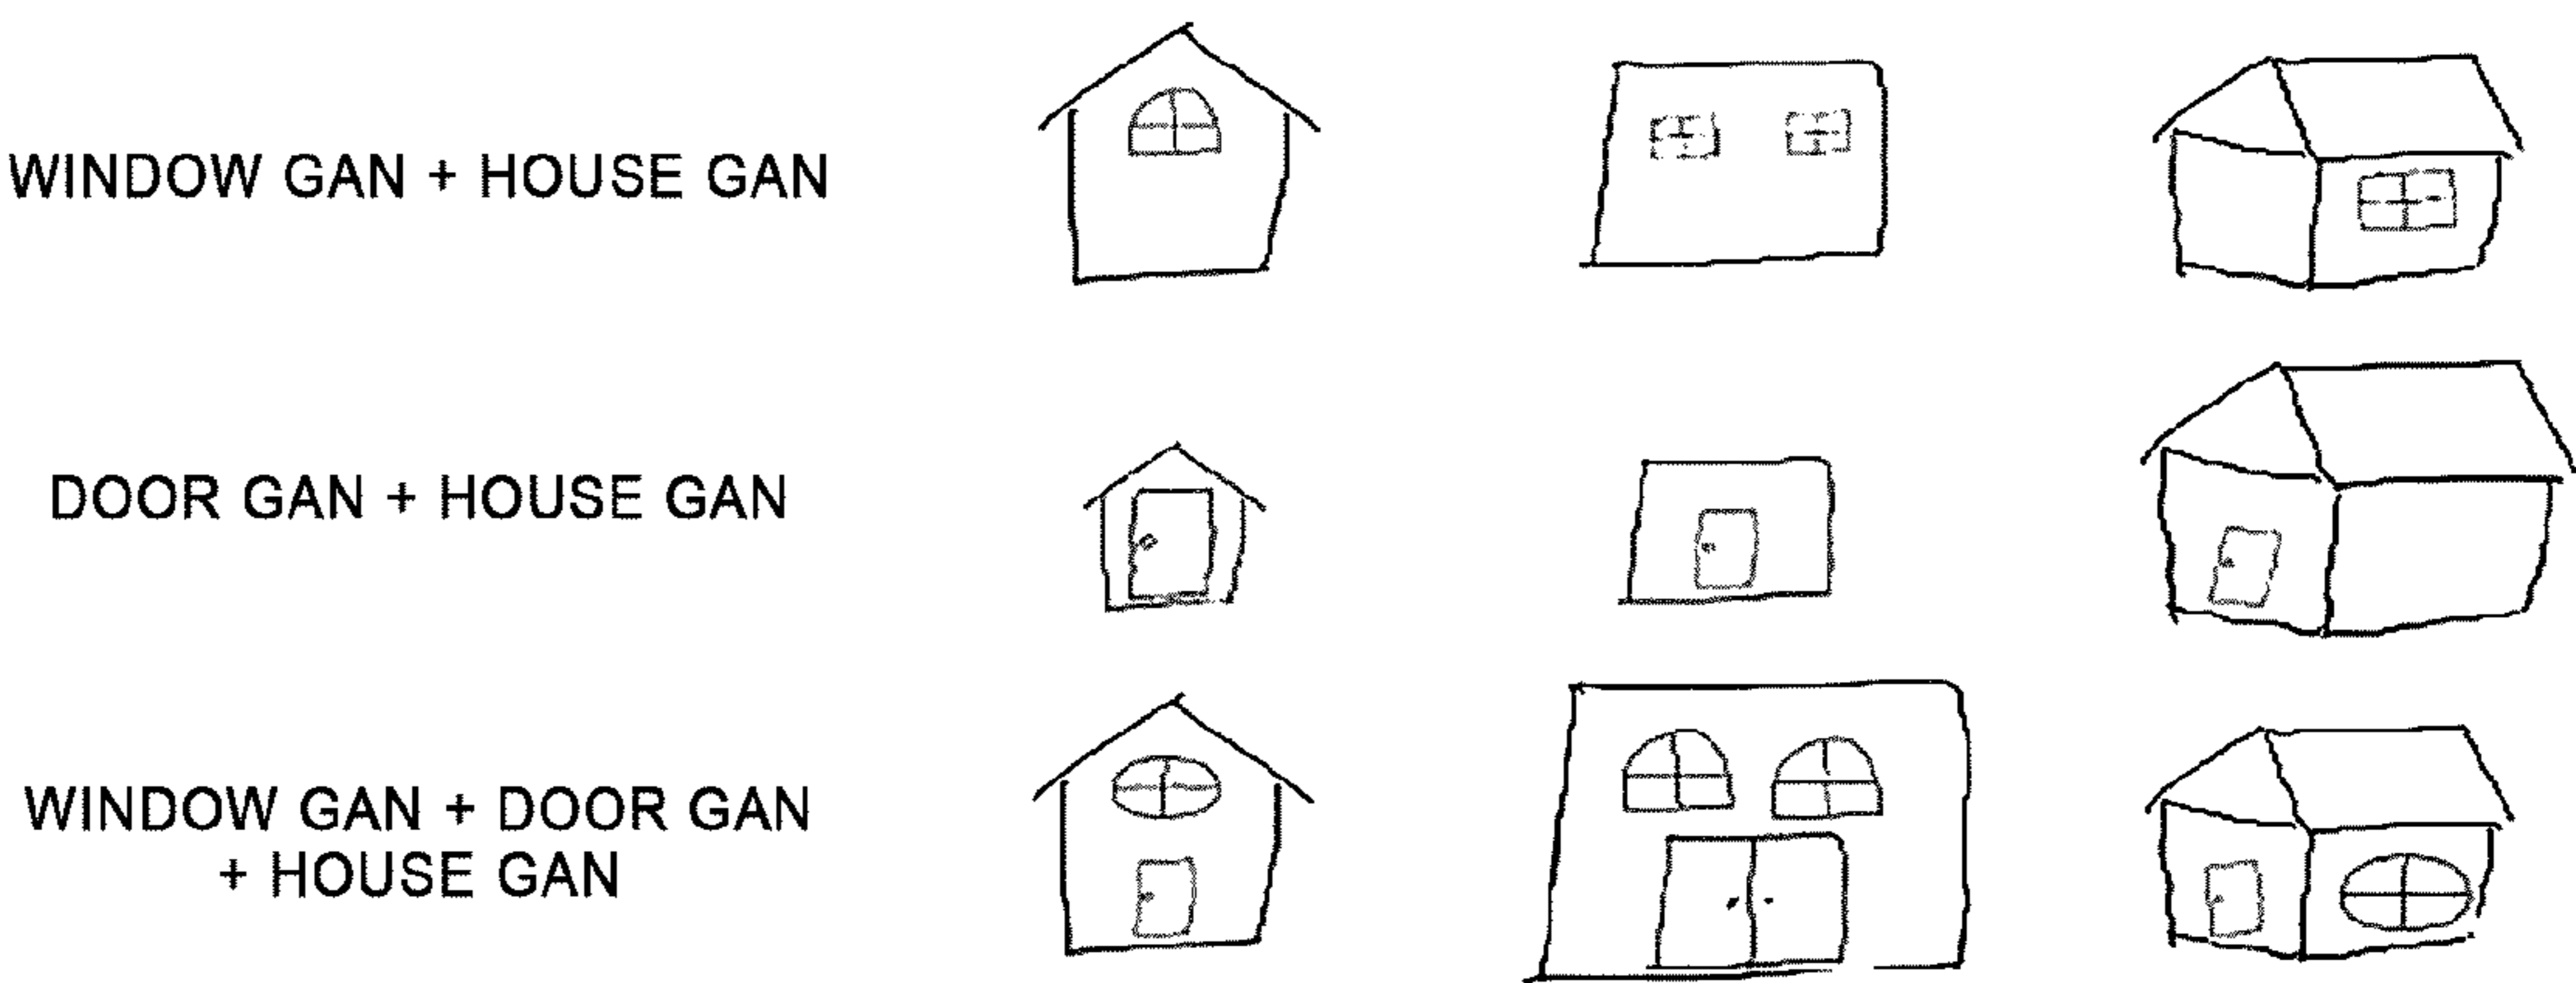 WINDOW GAN + HOUSE GAN
DOOR GAN + HOUSE GAN
WINDOW GAN + DOOR GAN
+ HOUSE GAN